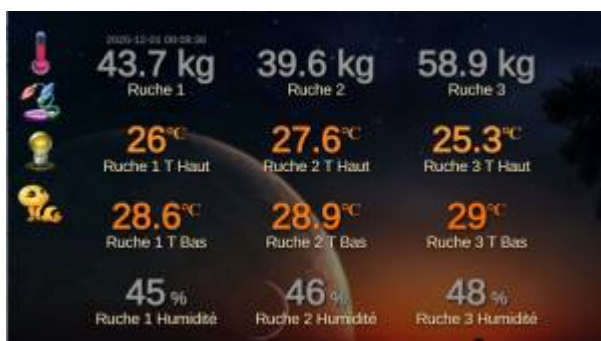 43.7 kg 39.6 kg 58.9 kg
Ruche 1 Ruche 2 Ruche 3
26°C 27.6°C 25.3°C
Ruche 1 T Haut Ruche 2 T Haut Ruche 3 T Haut
28.6°C 28.9°C 29°C
Ruche 1 T Bas Ruche 2 T Bas Ruche 3 T Bas
45 % 46 % 48 %
Ruche 1 Humidité Ruche 2 Humidité Ruche 3 Humidité